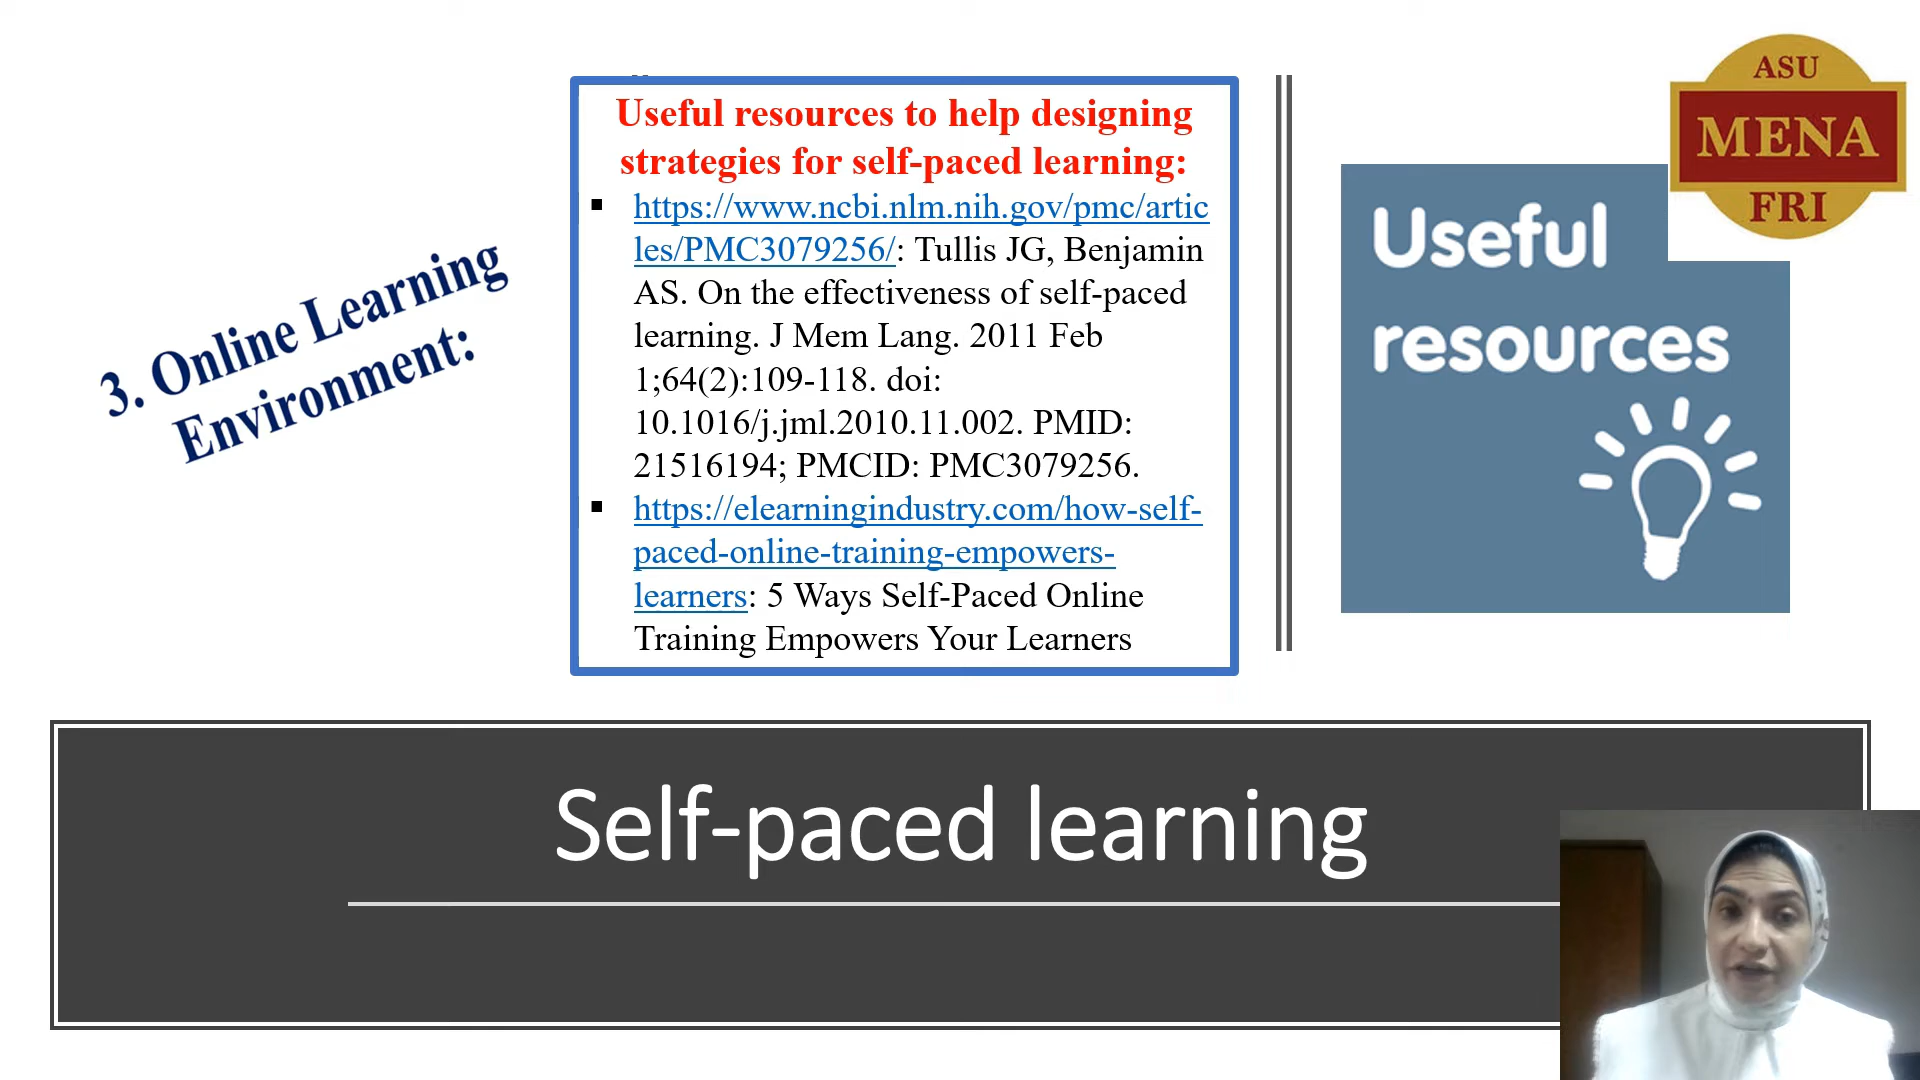 3. Online Learning
Environment:
Useful resources to help designing
strategies for self-paced learning:
▪ https://www.ncbi.nlm.nih.gov/pmc/artic
les/PMC3079256/: Tullis JG, Benjamin
AS. On the effectiveness of self-paced
learning. J Mem Lang. 2011 Feb
1;64(2):109-118. doi:
10.1016/j.jml.2010.11.002. PMID:
21516194; PMCID: PMC3079256.
▪ https://elearningindustry.com/how-self-
paced-online-training-empowers-
learners: 5 Ways Self-Paced Online
Training Empowers Your Learners
Useful
resources
ASU
MENA
FRI
Self-paced learning